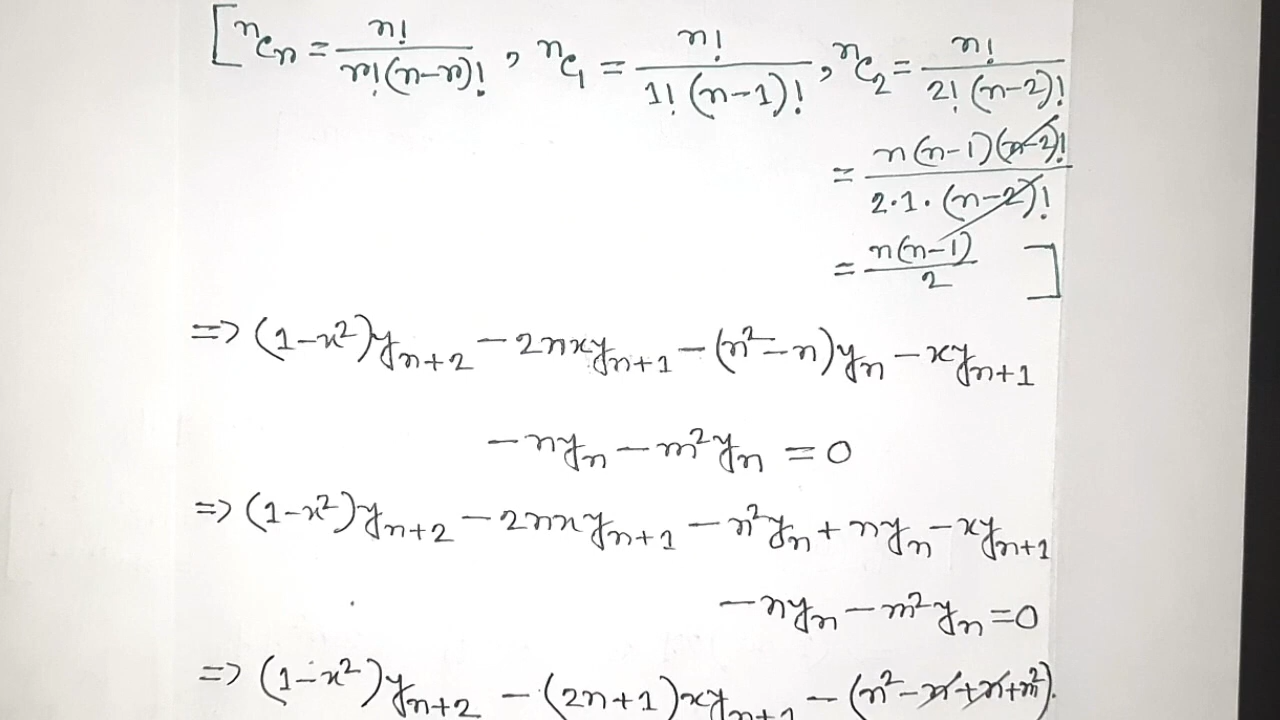 [ⁿCₙ = n!/r!(n-r)! , ⁿC₁ = n!/1!(n-1)! , ⁿC₂ = n!/2!(n-2)!
= n(n-1)(n-2)!/2·1·(n-2)!
= n(n-1)/2 ]
=> (1-x²)yₙ₊₂ - 2nxyₙ₊₁ - (n²-n)yₙ - xyₙ₊₁
- nyₙ - m²yₙ = 0
=> (1-x²)yₙ₊₂ - 2nxyₙ₊₁ - n²yₙ + nyₙ - xyₙ₊₁
- nyₙ - m²yₙ = 0
=> (1-x²)yₙ₊₂ - (2n+1)xyₙ₊₁ - (n²-n+n+m²).